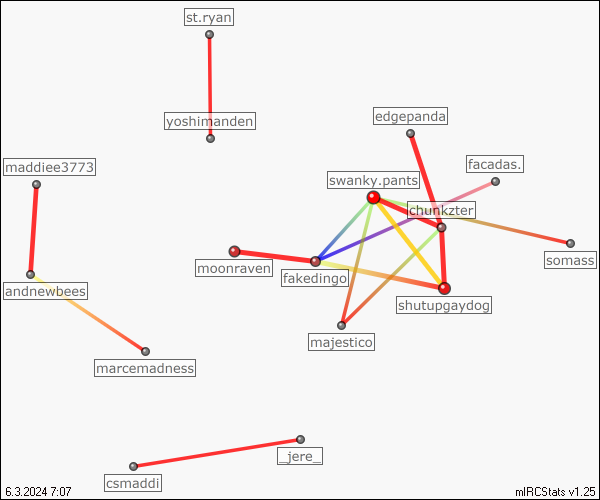 st.ryan
yoshimanden
edgepanda
maddiee3773
facadas.
swanky.pants
chunkzter
somass
moonraven
fakedingo
andnewbees
shutupgaydog
majestico
marcemadness
_jere_
csmaddi
6.3.2024 7:07
mIRCStats v1.25